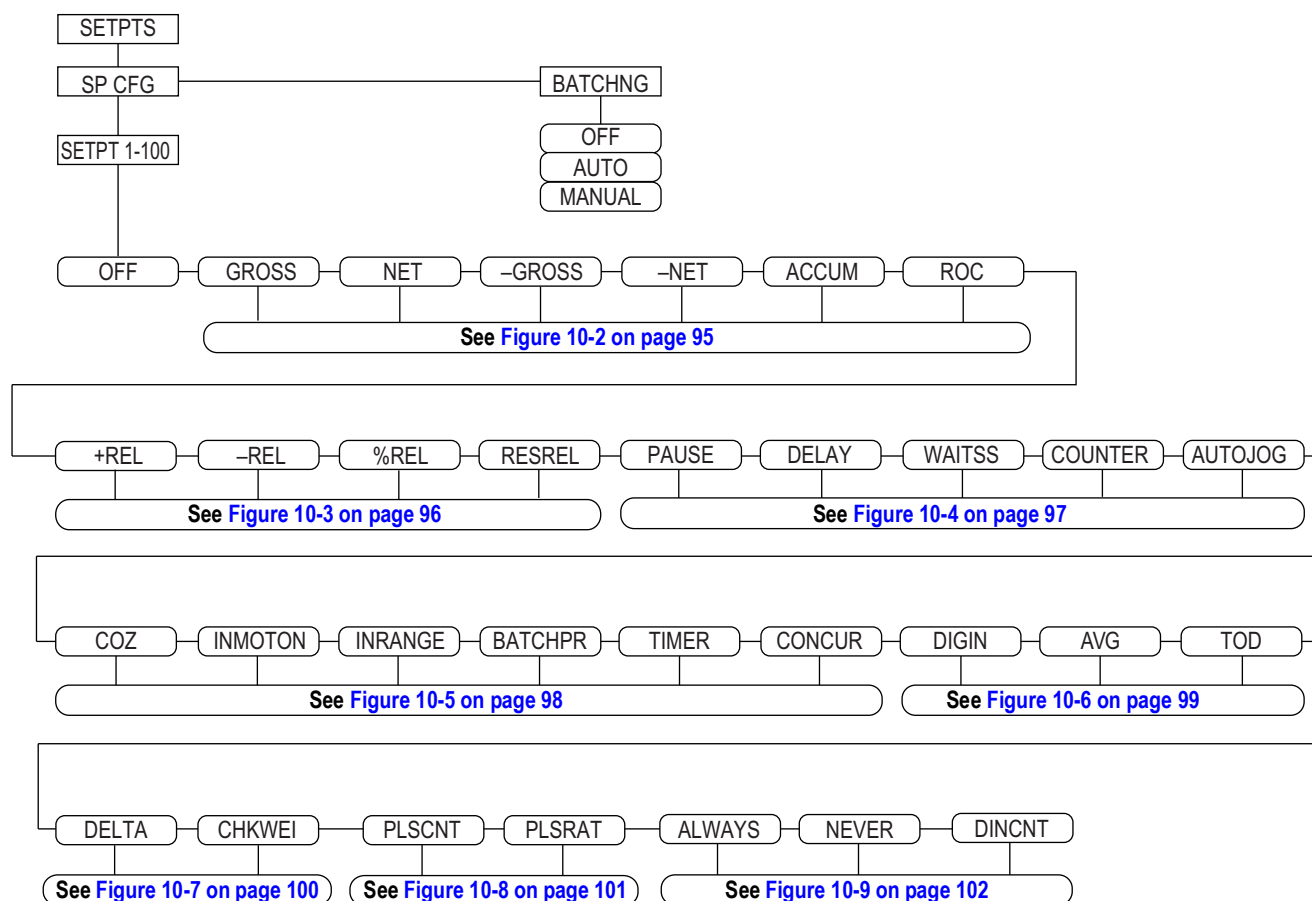 SETPTS
SP CFG
BATCHNG
OFF
AUTO
MANUAL
SETPT 1-100
OFF
GROSS
NET
–GROSS
–NET
ACCUM
ROC
See Figure 10-2 on page 95
+REL
–REL
%REL
RESREL
PAUSE
DELAY
WAITSS
COUNTER
AUTOJOG
See Figure 10-3 on page 96
See Figure 10-4 on page 97
COZ
INMOTON
INRANGE
BATCHPR
TIMER
CONCUR
DIGIN
AVG
TOD
See Figure 10-5 on page 98
See Figure 10-6 on page 99
DELTA
CHKWEI
PLSCNT
PLSRAT
ALWAYS
NEVER
DINCNT
See Figure 10-7 on page 100
See Figure 10-8 on page 101
See Figure 10-9 on page 102